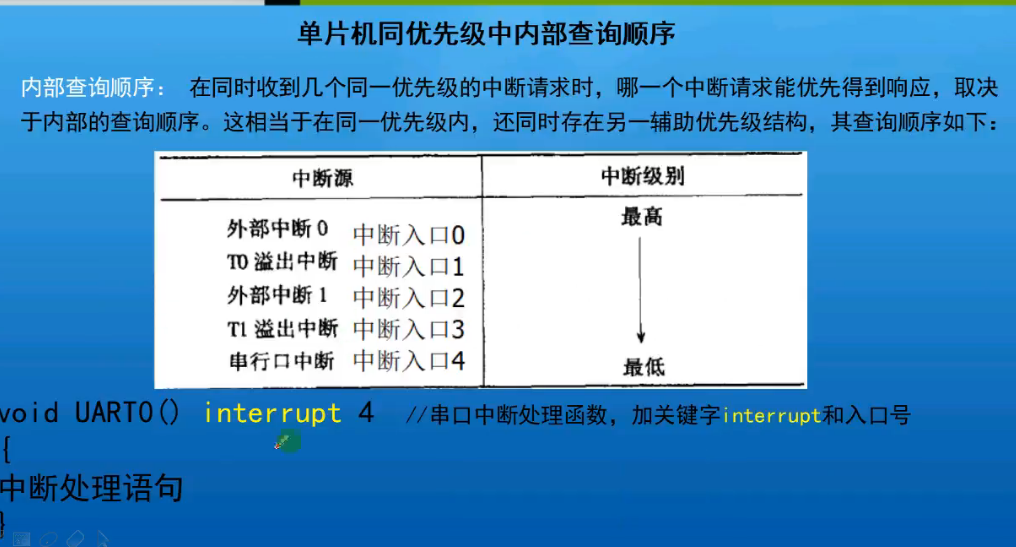 单片机同优先级中内部查询顺序
内部查询顺序： 在同时收到几个同一优先级的中断请求时，哪一个中断请求能优先得到响应，取决
于内部的查询顺序。这相当于在同一优先级内，还同时存在另一辅助优先级结构，其查询顺序如下：
中断源 中断级别
外部中断 0 中断入口0 最高
T0 溢出中断 中断入口1
外部中断 1 中断入口2
T1 溢出中断 中断入口3
串行口中断 中断入口4 最低
void UART0() interrupt 4 //串口中断处理函数，加关键字interrupt和入口号
{
中断处理语句
}